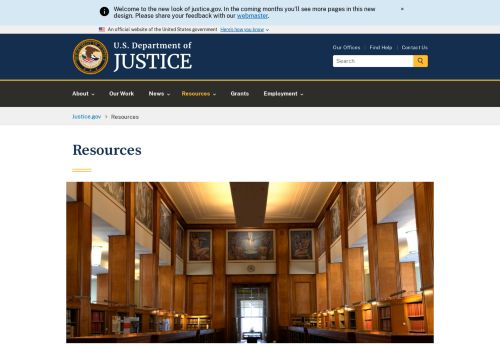 Welcome to the new look of justice.gov. In the coming months you'll see more pages in this new
design. Please share your feedback with our webmaster.
×
An official website of the United States government Here's how you know
U.S. Department of
JUSTICE
Our Offices | Find Help | Contact Us
Search
About
Our Work
News
Resources
Grants
Employment
Justice.gov > Resources
Resources